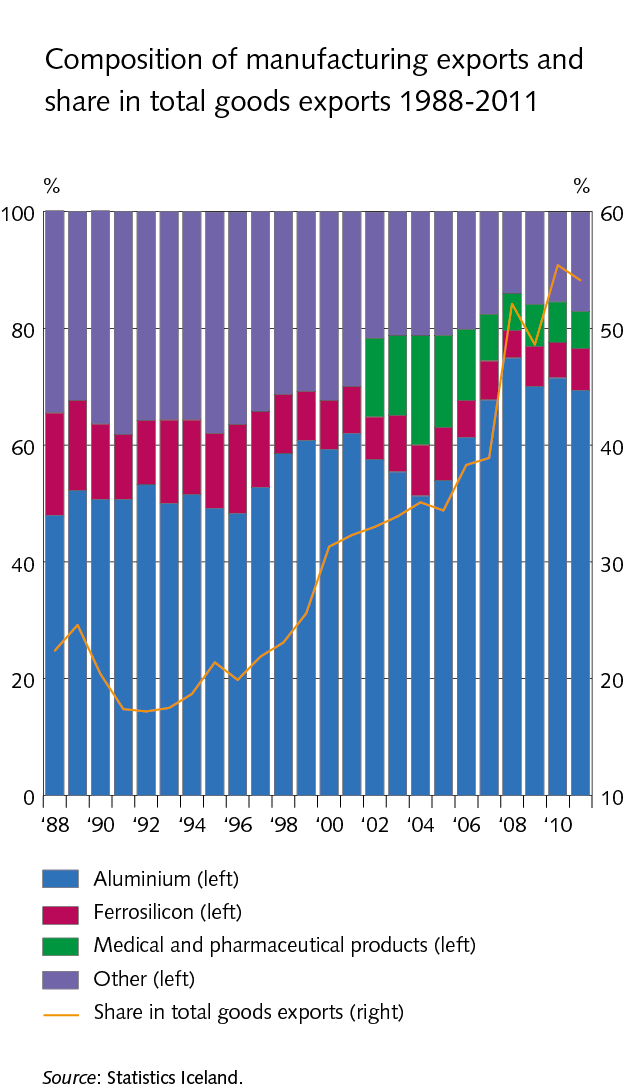 Composition of manufacturing exports and
share in total goods exports 1988-2011
% %
100 60
80 50
60 40
40 30
20 20
0 10
‘88 ‘90 ‘92 ‘94 ‘96 ‘98 ‘00 ‘02 ‘04 ‘06 ‘08 ‘10
Aluminium (left)
Ferrosilicon (left)
Medical and pharmaceutical products (left)
Other (left)
Share in total goods exports (right)
Source: Statistics Iceland.